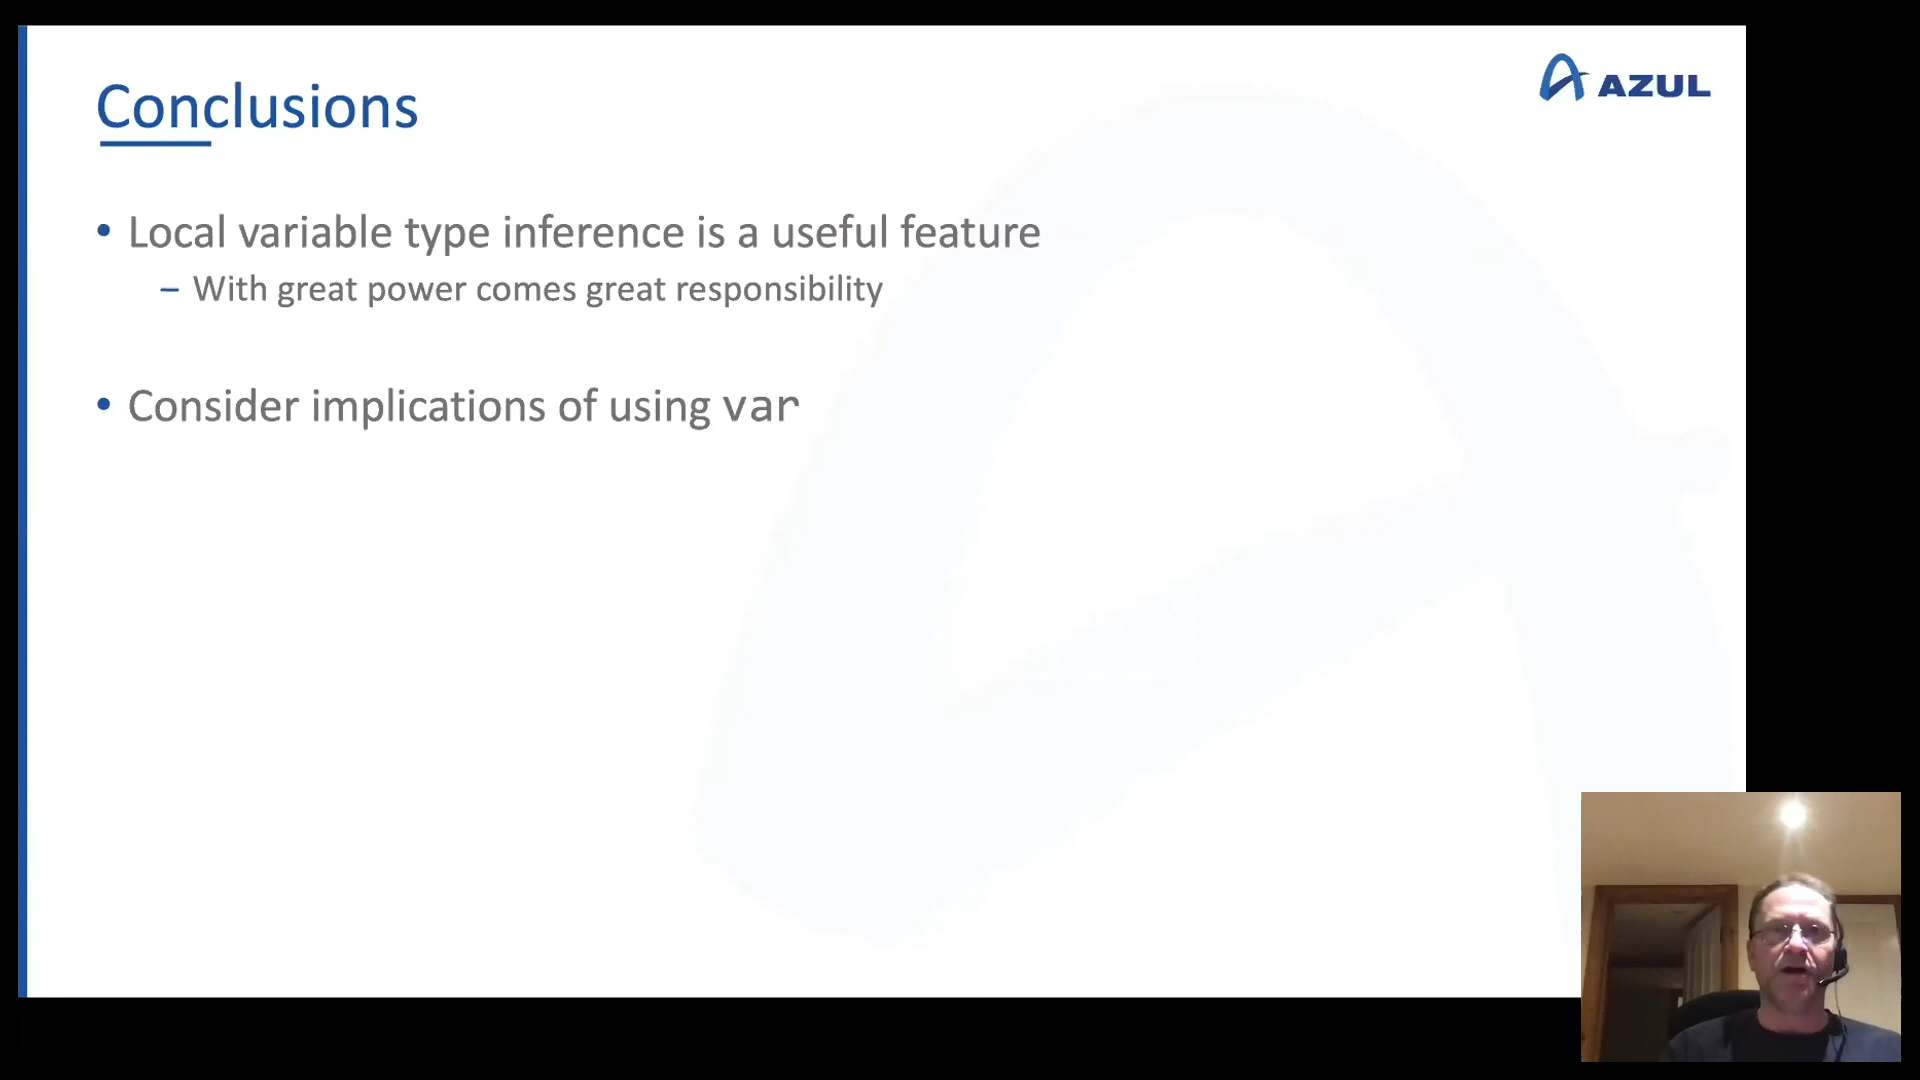 Conclusions
AZUL
• Local variable type inference is a useful feature
– With great power comes great responsibility
• Consider implications of using var